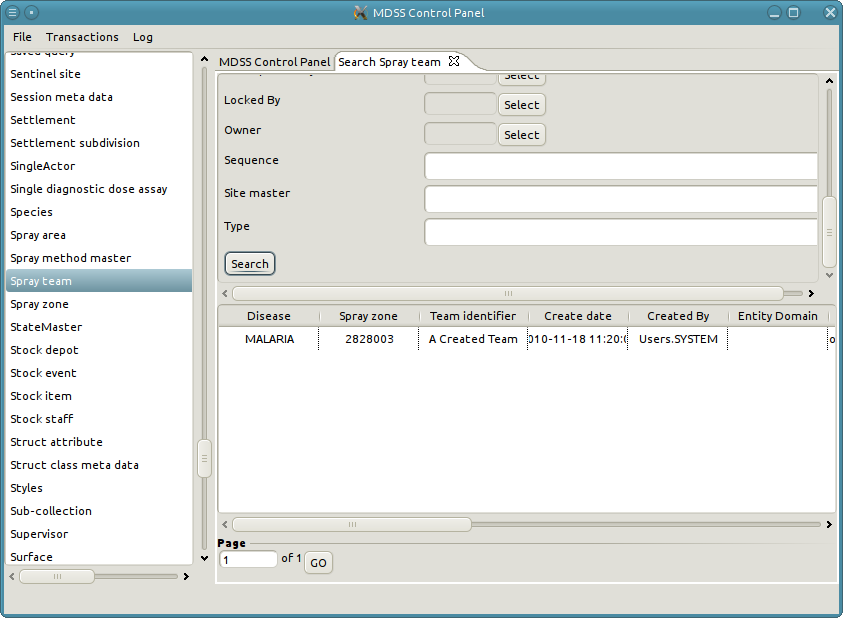 MDSS Control Panel
File Transactions Log
Saved query
Sentinel site
Session meta data
Settlement
Settlement subdivision
SingleActor
Single diagnostic dose assay
Species
Spray area
Spray method master
Spray team
Spray zone
StateMaster
Stock depot
Stock event
Stock item
Stock staff
Struct attribute
Struct class meta data
Styles
Sub-collection
Supervisor
Surface
MDSS Control Panel Search Spray team
Select
Locked By Select
Owner Select
Sequence
Site master
Type
Search
Disease Spray zone Team identifier Create date Created By Entity Domain
MALARIA 2828003 A Created Team 010-11-18 11:20:0 Users.SYSTEM
Page
1 of 1 GO